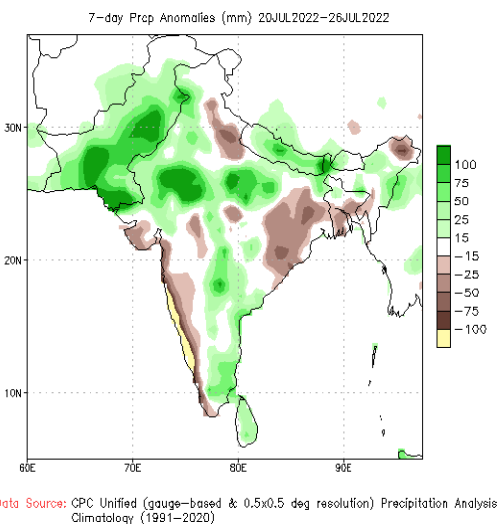 7-day Prcp Anomalies (mm) 20JUL2022-26JUL2022
30N
20N
10N
60E
70E
80E
90E
100
75
50
25
15
-15
-25
-50
-75
-100
Data Source: CPC Unified (gauge-based & 0.5x0.5 deg resolution) Precipitation Analysis
Climatology (1991-2020)